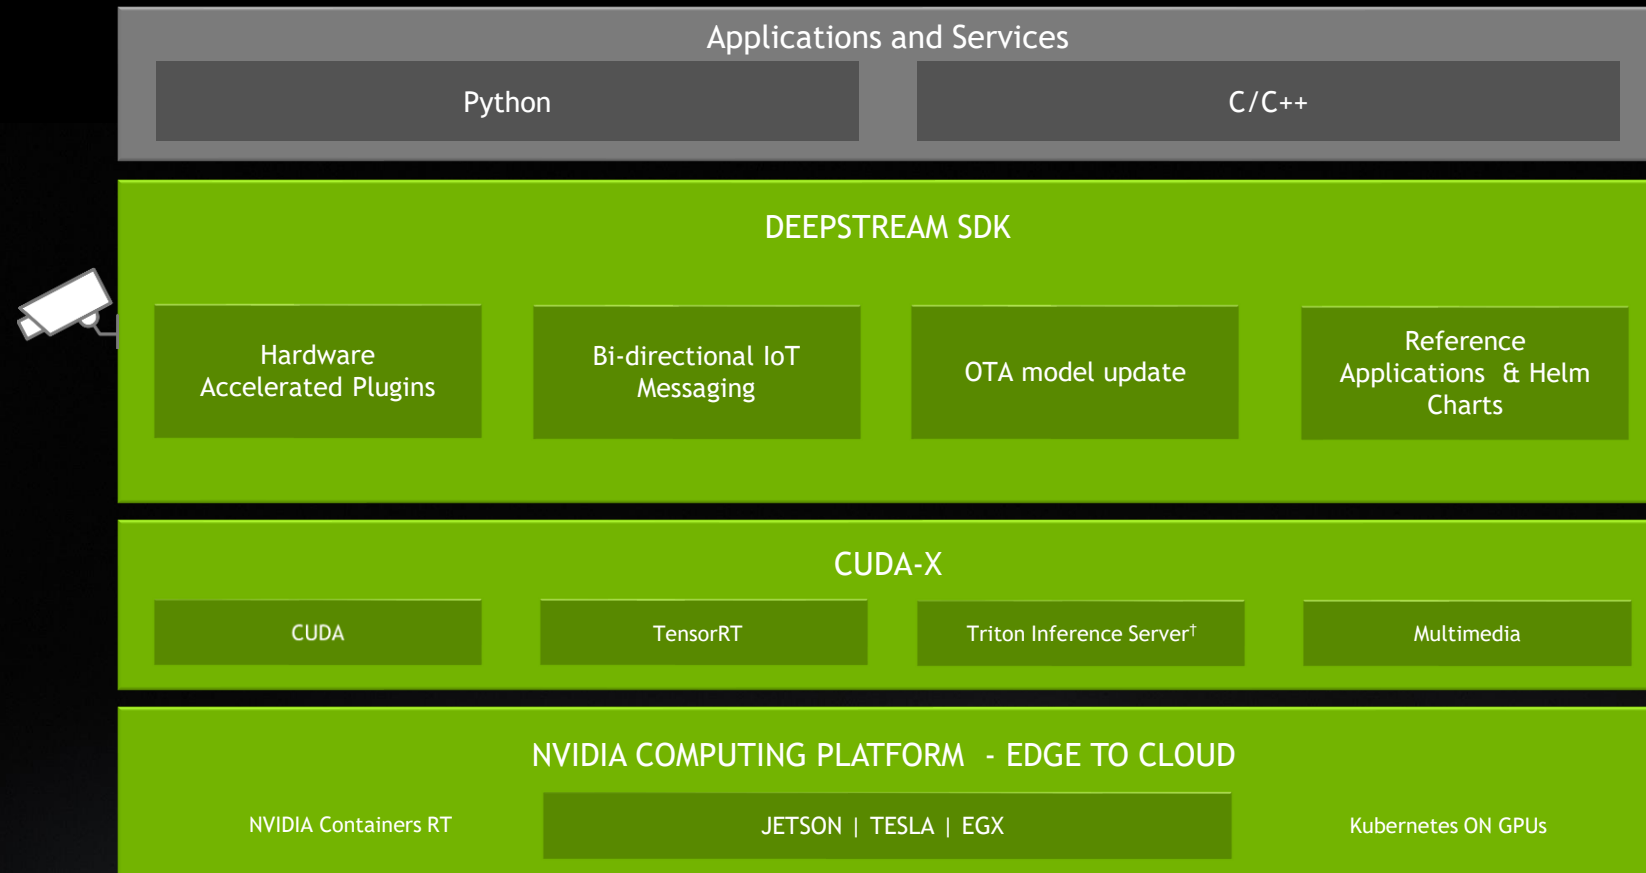 Applications and Services
Python
C/C++
DEEPSTREAM SDK
Hardware
Accelerated Plugins
Bi-directional IoT
Messaging
OTA model update
Reference
Applications & Helm
Charts
CUDA-X
CUDA
TensorRT
Triton Inference Server†
Multimedia
NVIDIA COMPUTING PLATFORM - EDGE TO CLOUD
NVIDIA Containers RT
JETSON | TESLA | EGX
Kubernetes ON GPUs